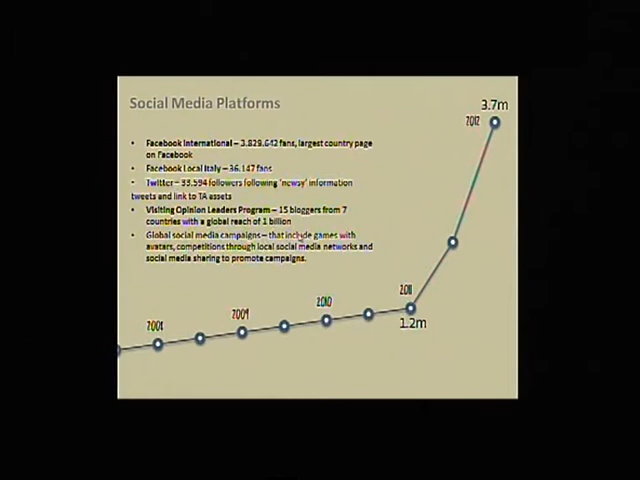 Social Media Platforms
3.7m
2012
• Facebook International – 3.829.642 fans, largest country page
on Facebook
• Facebook Local Italy – 36.147 fans
• Twitter – 33.594 followers following 'newsy' information
tweets and link to TA assets
• Visiting Opinion Leaders Program – 15 bloggers from 7
countries with a global reach of 1 billion
• Global social media campaigns – that include games with
avatars, competitions through local social media networks and
social media sharing to promote campaigns.
2011
2010
2009
2008
1.2m